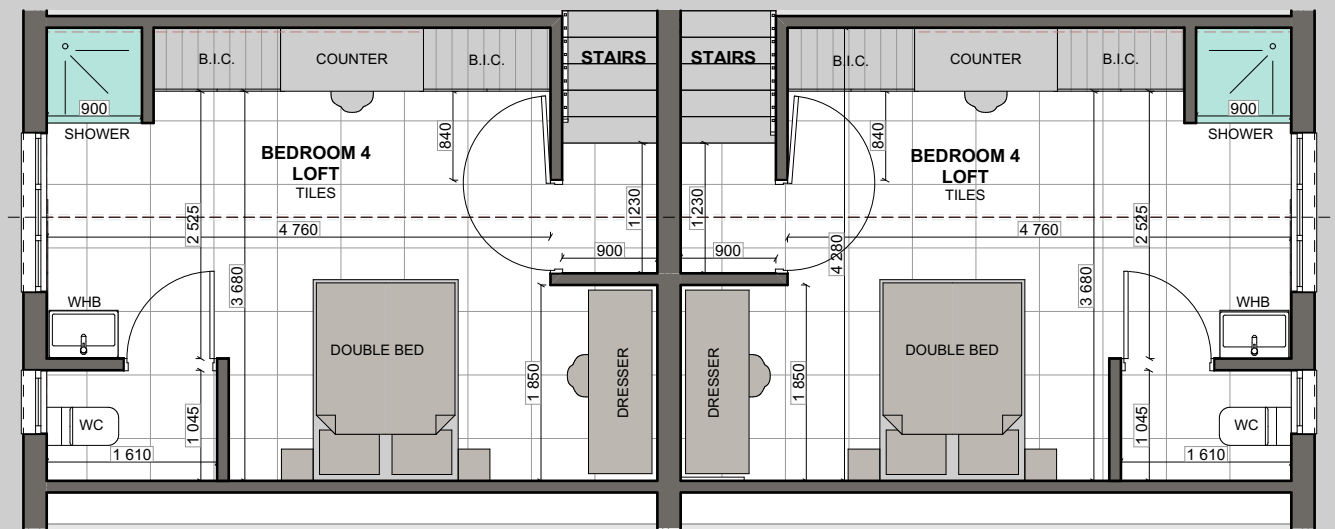 B.I.C.
COUNTER
B.I.C.
STAIRS
STAIRS
B.I.C.
COUNTER
B.I.C.
900
SHOWER
900
SHOWER
840
840
BEDROOM 4
LOFT
TILES
BEDROOM 4
LOFT
TILES
2 525
4 760
1 230
900
1 230
900
4 280
4 760
2 525
3 680
3 680
WHB
WHB
DOUBLE BED
DRESSER
1 850
DRESSER
1 850
DOUBLE BED
WC
1 045
1 610
WC
1 045
1 610